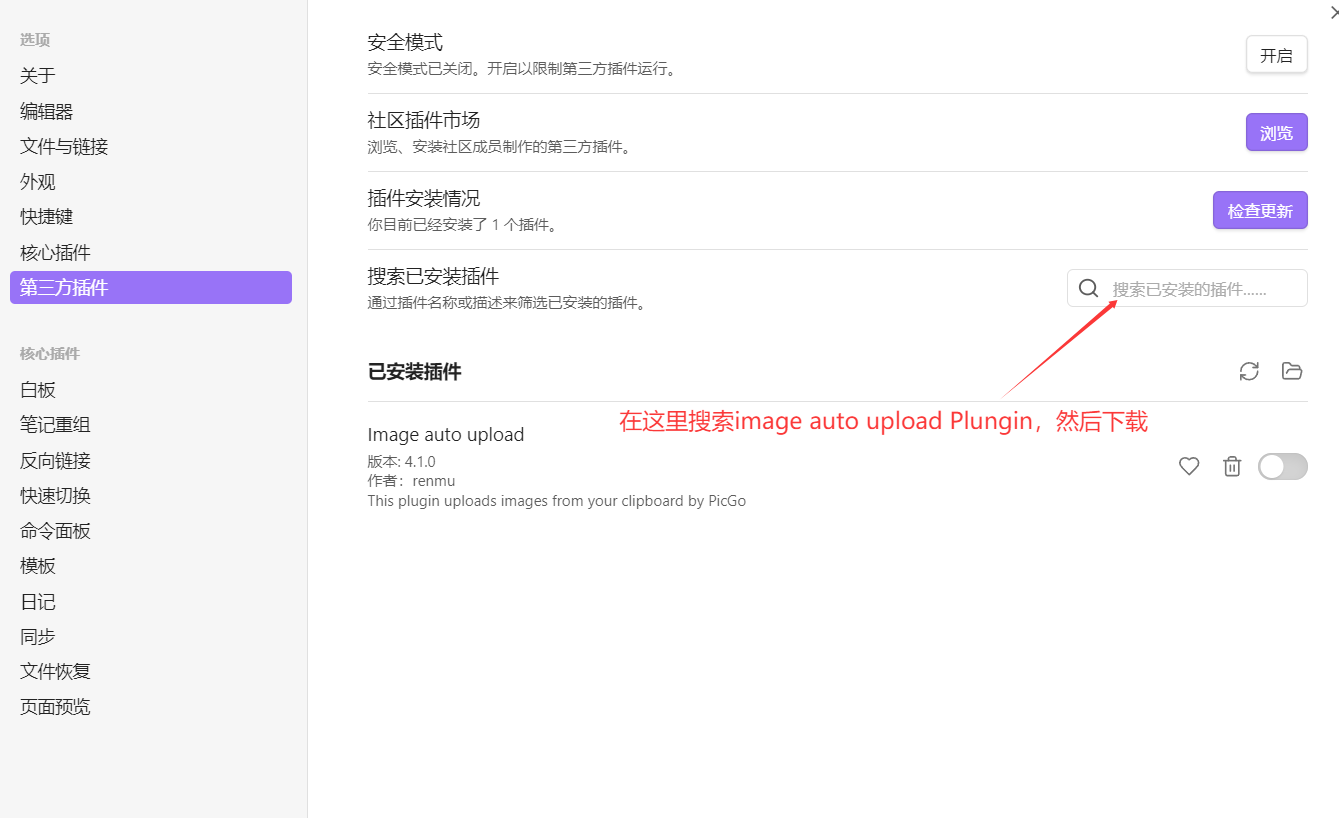 选项
关于
编辑器
文件与链接
外观
快捷键
核心插件
第三方插件
核心插件
白板
笔记重组
反向链接
快速切换
命令面板
模板
日记
同步
文件恢复
页面预览
安全模式
安全模式已关闭。开启以限制第三方插件运行。
开启
社区插件市场
浏览、安装社区成员制作的第三方插件。
浏览
插件安装情况
你目前已经安装了 1 个插件。
检查更新
搜索已安装插件
通过插件名称或描述来筛选已安装的插件。
搜索已安装的插件......
已安装插件
在这里搜索image auto upload Plungin，然后下载
Image auto upload
版本: 4.1.0
作者：renmu
This plugin uploads images from your clipboard by PicGo